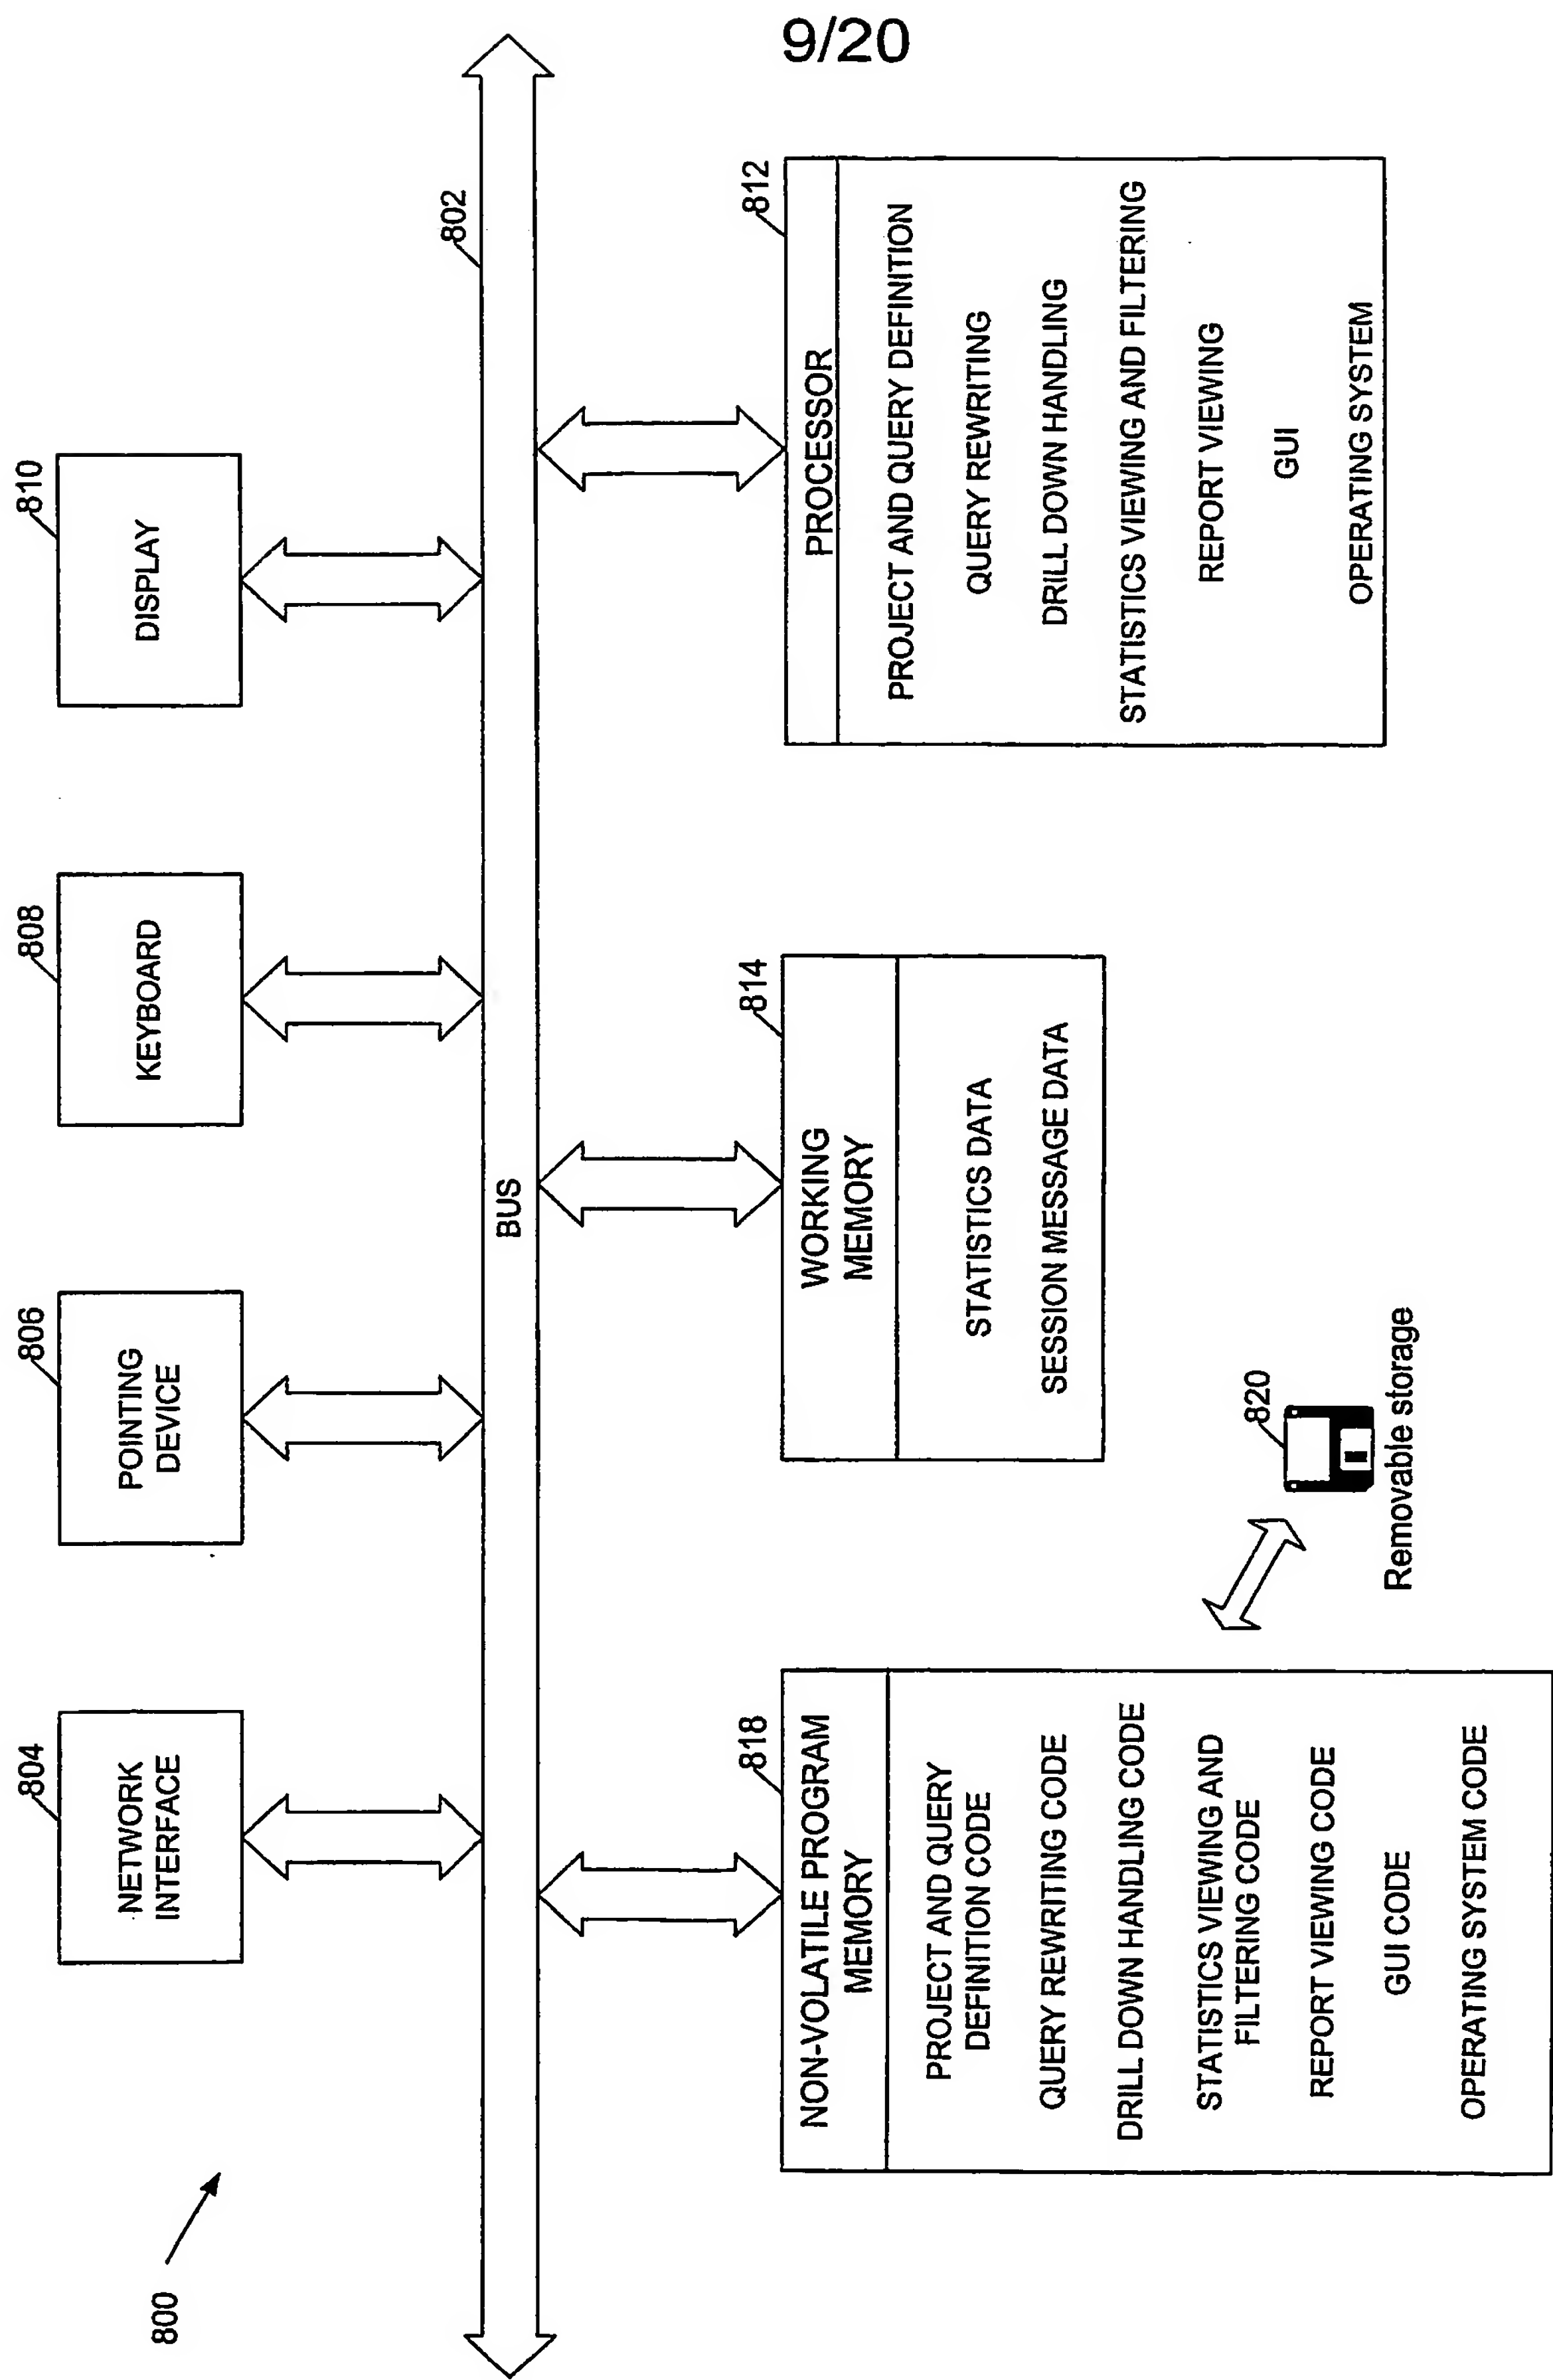 9/20
800
804
NETWORK
INTERFACE
806
POINTING
DEVICE
808
KEYBOARD
810
DISPLAY
802
BUS
818
NON-VOLATILE PROGRAM
MEMORY
PROJECT AND QUERY
DEFINITION CODE
QUERY REWRITING CODE
DRILL DOWN HANDLING CODE
STATISTICS VIEWING AND
FILTERING CODE
REPORT VIEWING CODE
GUI CODE
OPERATING SYSTEM CODE
820
Removable storage
814
WORKING
MEMORY
STATISTICS DATA
SESSION MESSAGE DATA
812
PROCESSOR
PROJECT AND QUERY DEFINITION
QUERY REWRITING
DRILL DOWN HANDLING
STATISTICS VIEWING AND FILTERING
REPORT VIEWING
GUI
OPERATING SYSTEM